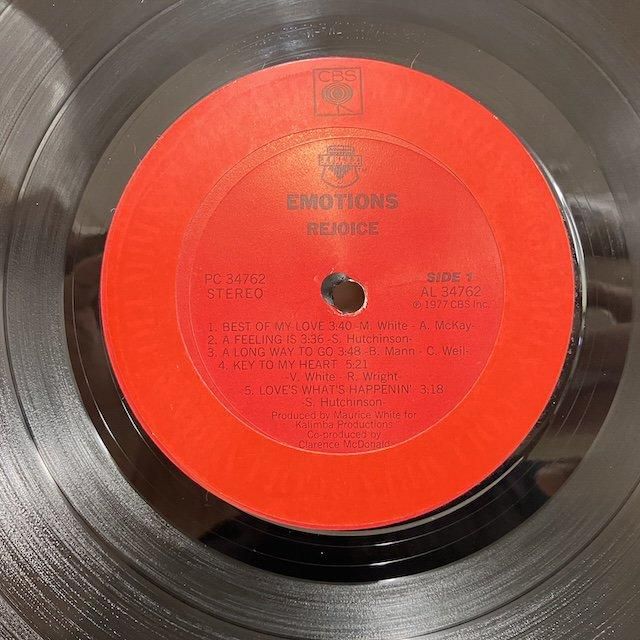 CBS
EMOTIONS
REJOICE
PC 34762
STEREO
SIDE 1
AL 34762
℗ 1977 CBS Inc.
1. BEST OF MY LOVE 3:40 -M. White - A. McKay-
2. A FEELING IS 3:36 -S. Hutchinson-
3. A LONG WAY TO GO 3:48 -B. Mann - C. Weil-
4. KEY TO MY HEART 5:21
-V. White - R. Wright-
5. LOVE'S WHAT'S HAPPENIN' 3:18
-S. Hutchinson-
Produced by Maurice White for
Kalimba Productions
Co-produced by
Clarence McDonald